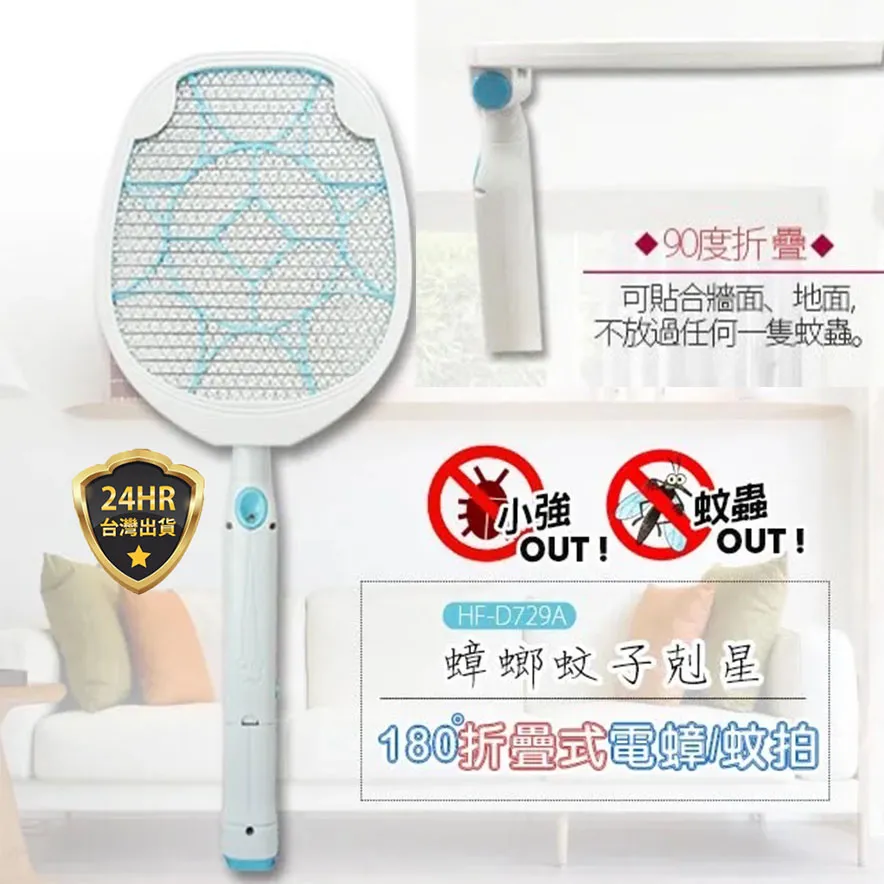 ◆90度折疊◆
可貼合牆面、地面,
不放過任何一隻蚊蟲。
24HR
台灣出貨
小強
OUT!
蚊蟲
OUT!
HF-D729A
蟑螂蚊子剋星
180°折疊式電蟑/蚊拍